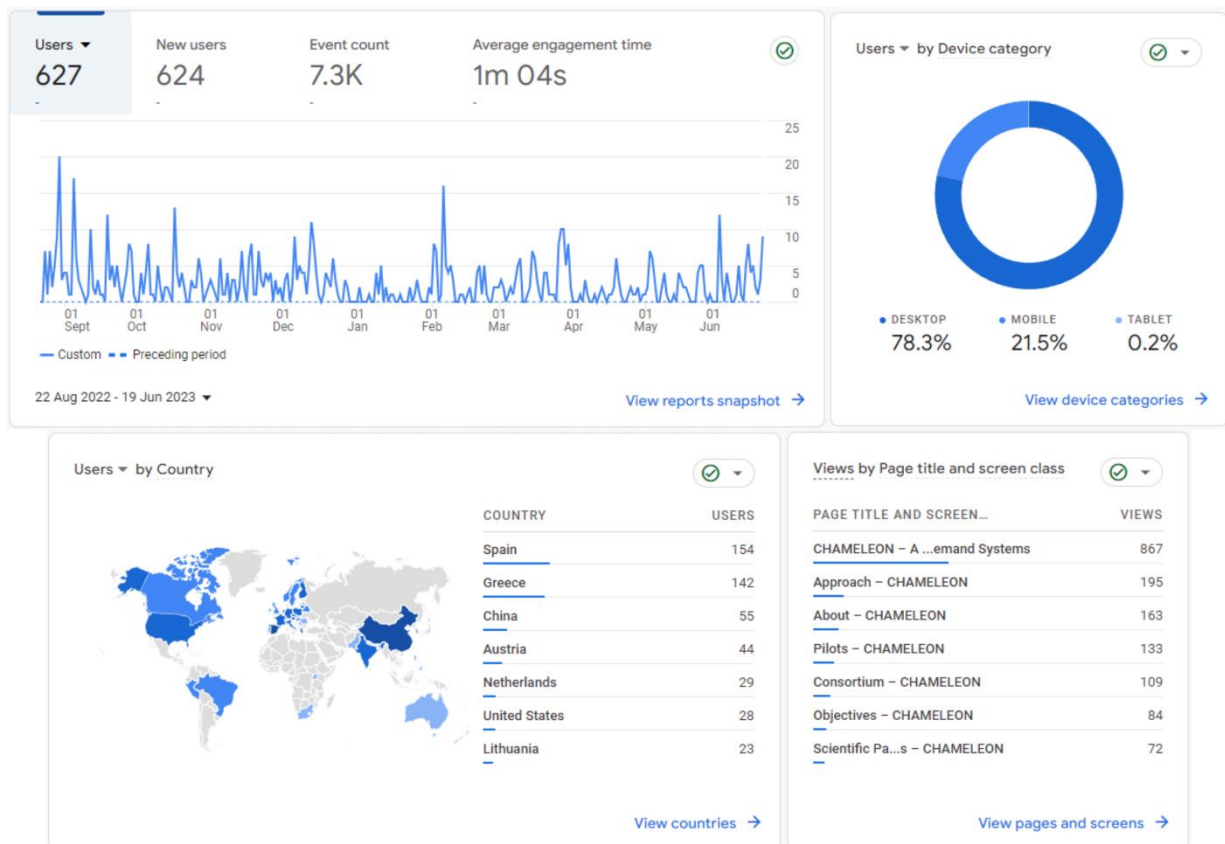 Users
New users
Event count
Average engagement time
627
624
7.3K
1m 04s
-
-
-
-
25
20
15
10
5
0
01
Sept
01
Oct
01
Nov
01
Dec
01
Jan
01
Feb
01
Mar
01
Apr
01
May
01
Jun
Custom
Preceding period
22 Aug 2022 - 19 Jun 2023
View reports snapshot
Users by Device category
DESKTOP
MOBILE
TABLET
78.3%
21.5%
0.2%
View device categories
Users by Country
COUNTRY USERS
Spain 154
Greece 142
China 55
Austria 44
Netherlands 29
United States 28
Lithuania 23
View countries
Views by Page title and screen class
PAGE TITLE AND SCREEN... VIEWS
CHAMELEON – A ...emand Systems 867
Approach – CHAMELEON 195
About – CHAMELEON 163
Pilots – CHAMELEON 133
Consortium – CHAMELEON 109
Objectives – CHAMELEON 84
Scientific Pa...s – CHAMELEON 72
View pages and screens